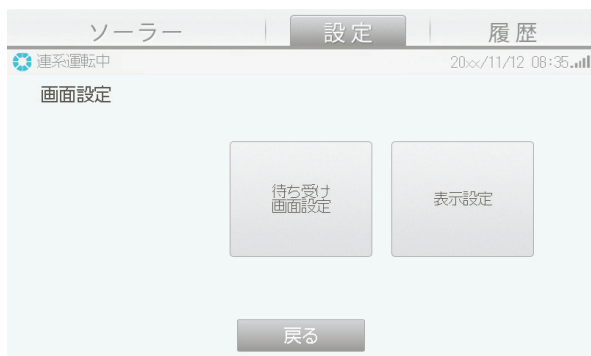 ソーラー 設定 履歴
連系運転中 20xx/11/12 08:35
画面設定
待ち受け
画面設定
表示設定
戻る